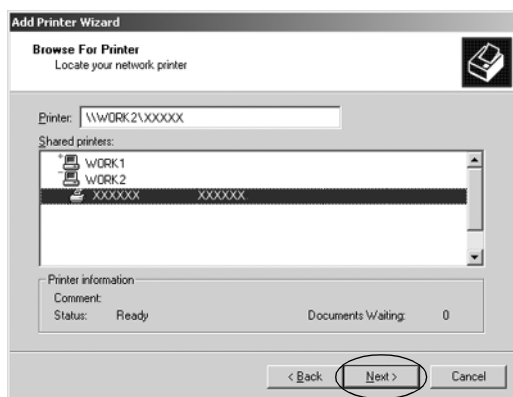 Add Printer Wizard
Browse For Printer
Locate your network printer
Printer: \\WORK2\XXXXX
Shared printers:
WORK1
WORK2
XXXXXX XXXXXX
Printer information
Comment:
Status: Ready Documents Waiting: 0
< Back Next > Cancel